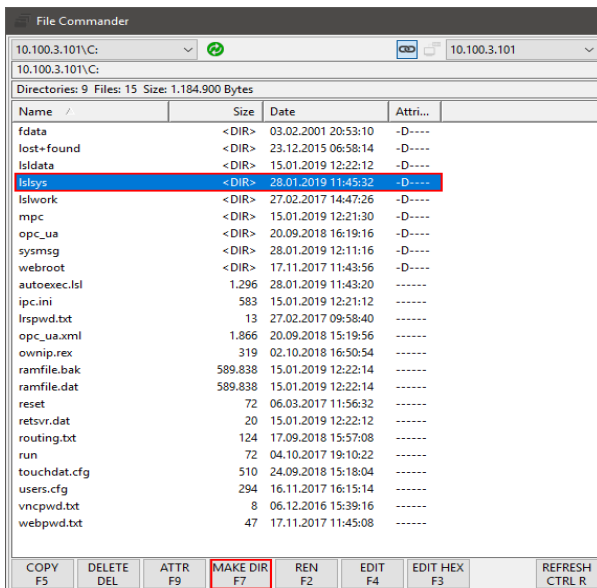 File Commander
10.100.3.101\C: 10.100.3.101
10.100.3.101\C:
Directories: 9 Files: 15 Size: 1.184.900 Bytes
Name Size Date Attri...
fdata <DIR> 03.02.2001 20:53:10 -D----
lost+found <DIR> 23.12.2015 06:58:14 -D----
lsldata <DIR> 15.01.2019 12:22:12 -D----
lslsys <DIR> 28.01.2019 11:45:32 -D----
lslwork <DIR> 27.02.2017 14:47:26 -D----
mpc <DIR> 15.01.2019 12:21:30 -D----
opc_ua <DIR> 20.09.2018 16:19:16 -D----
sysmsg <DIR> 28.01.2019 12:11:16 -D----
webroot <DIR> 17.11.2017 11:43:56 -D----
autoexec.lsl 1.296 28.01.2019 11:43:20 ------
ipc.ini 583 15.01.2019 12:21:12 ------
lrspwd.txt 13 27.02.2017 09:58:40 ------
opc_ua.xml 1.866 20.09.2018 15:19:56 ------
ownip.rex 319 02.10.2018 16:50:54 ------
ramfile.bak 589.838 15.01.2019 12:22:14 ------
ramfile.dat 589.838 15.01.2019 12:22:14 ------
reset 72 06.03.2017 11:56:32 ------
retsvr.dat 20 15.01.2019 12:22:12 ------
routing.txt 124 17.09.2018 15:57:08 ------
run 72 04.10.2017 19:10:22 ------
touchdat.cfg 510 24.09.2018 15:18:04 ------
users.cfg 294 16.11.2017 16:15:14 ------
vncpwd.txt 8 06.12.2016 15:39:16 ------
webpwd.txt 47 17.11.2017 11:45:08 ------
COPY DELETE ATTR MAKE DIR REN EDIT EDIT HEX REFRESH
F5 DEL F9 F7 F2 F4 F3 CTRL R